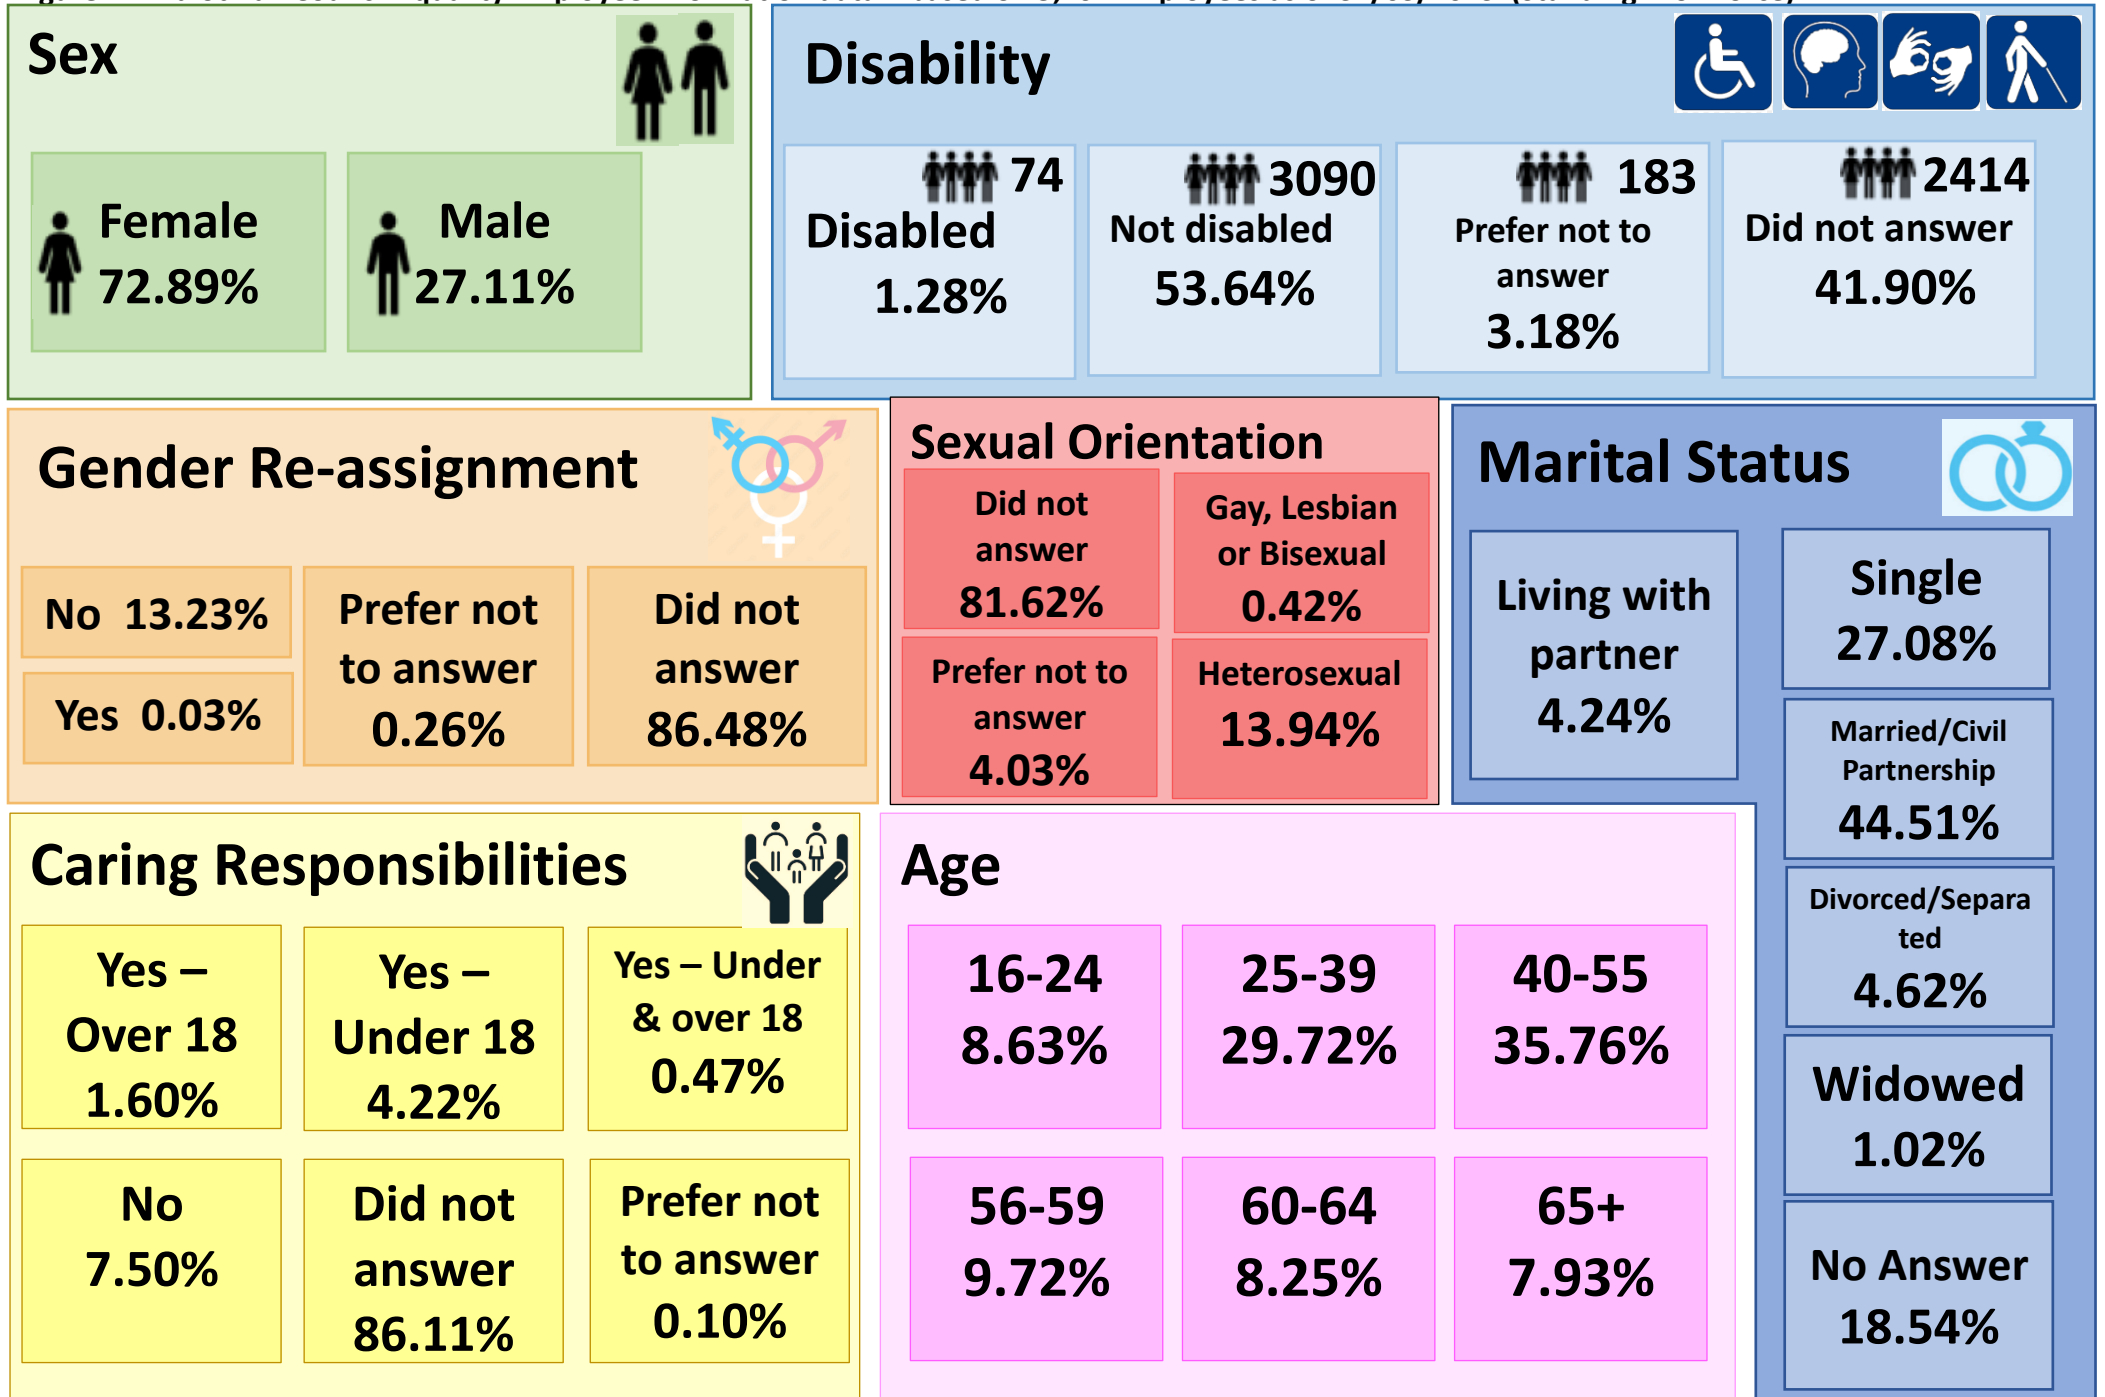 Sex
Female
72.89%
Male
27.11%
Disability
74
Disabled
1.28%
3090
Not disabled
53.64%
183
Prefer not to
answer
3.18%
2414
Did not answer
41.90%
Gender Re-assignment
No 13.23%
Yes 0.03%
Prefer not
to answer
0.26%
Did not
answer
86.48%
Sexual Orientation
Did not
answer
81.62%
Gay, Lesbian
or Bisexual
0.42%
Prefer not to
answer
4.03%
Heterosexual
13.94%
Marital Status
Living with
partner
4.24%
Single
27.08%
Married/Civil
Partnership
44.51%
Divorced/Separa
ted
4.62%
Widowed
1.02%
No Answer
18.54%
Caring Responsibilities
Yes –
Over 18
1.60%
Yes –
Under 18
4.22%
Yes – Under
& over 18
0.47%
No
7.50%
Did not
answer
86.11%
Prefer not
to answer
0.10%
Age
16-24
8.63%
25-39
29.72%
40-55
35.76%
56-59
9.72%
60-64
8.25%
65+
7.93%